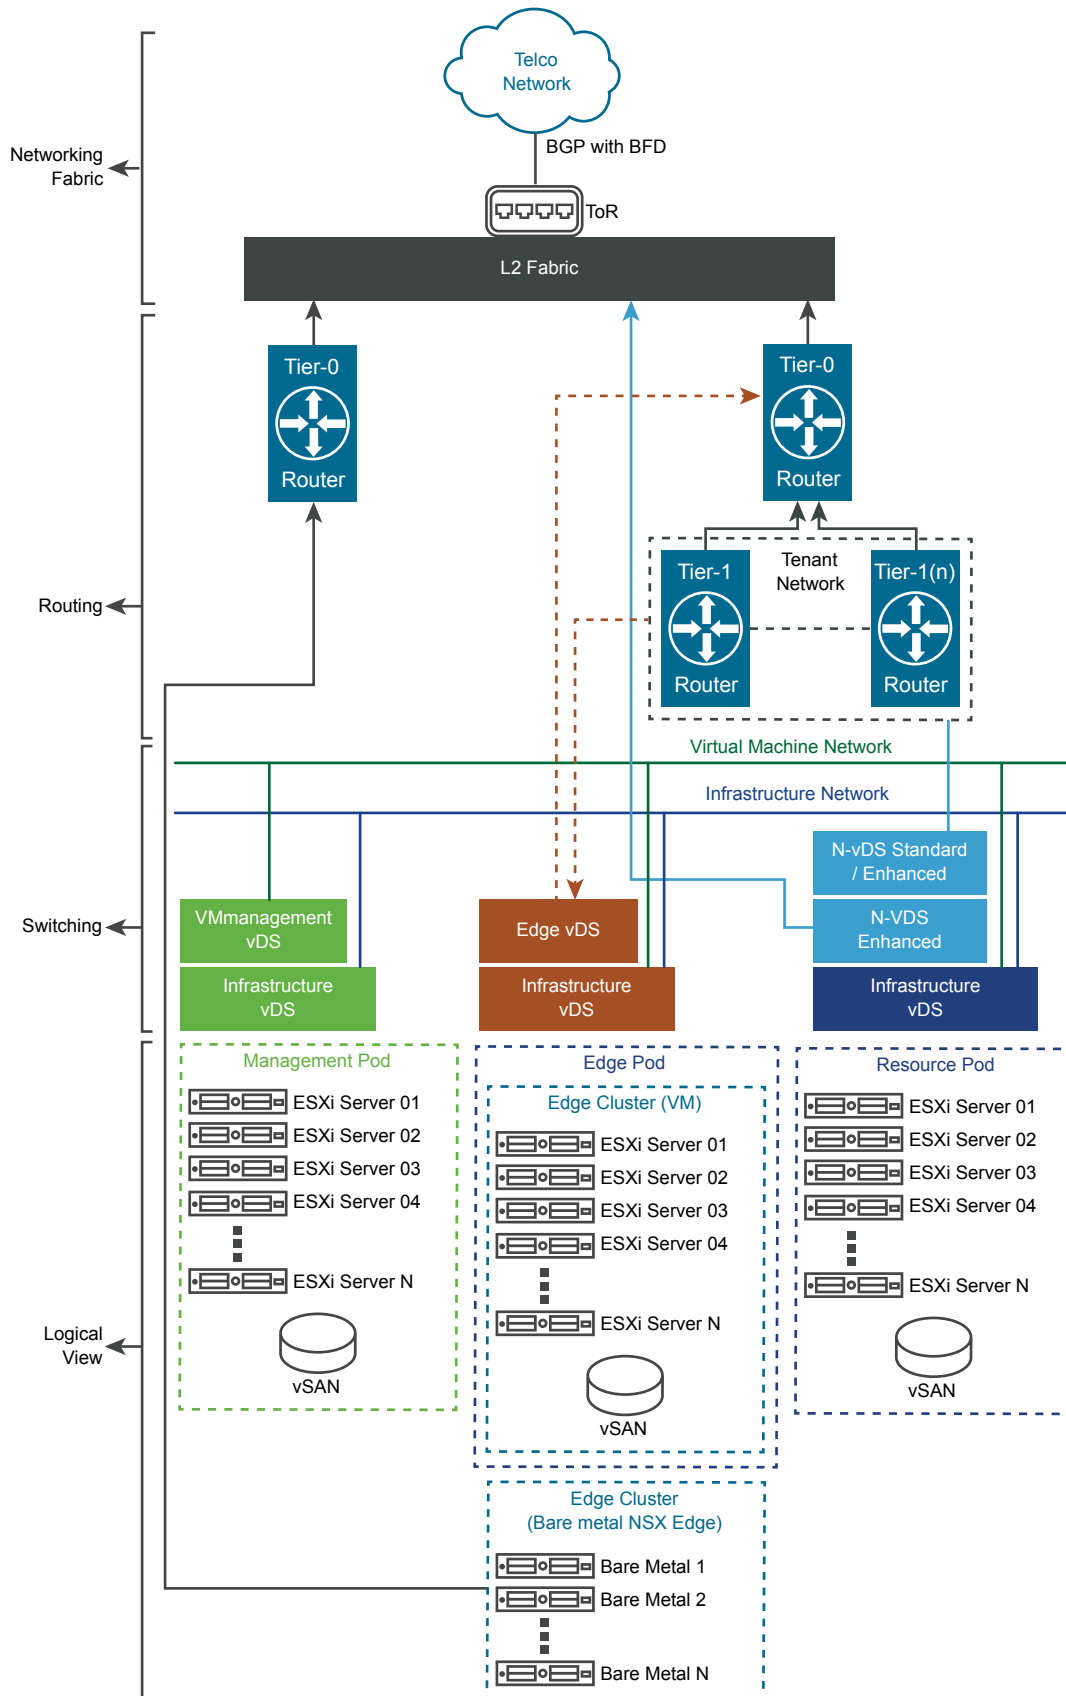 Telco
Network
BGP with BFD
Networking
Fabric
ToR
L2 Fabric
Tier-0
Router
Tier-0
Router
Tier-1
Router
Tenant
Network
Tier-1(n)
Router
Routing
Virtual Machine Network
Infrastructure Network
N-vDS Standard
/ Enhanced
Switching
VMmanagement
vDS
Edge vDS
N-VDS
Enhanced
Infrastructure
vDS
Infrastructure
vDS
Infrastructure
vDS
Logical
View
Management Pod
ESXi Server 01
ESXi Server 02
ESXi Server 03
ESXi Server 04
ESXi Server N
vSAN
Edge Pod
Edge Cluster (VM)
ESXi Server 01
ESXi Server 02
ESXi Server 03
ESXi Server 04
ESXi Server N
vSAN
Resource Pod
ESXi Server 01
ESXi Server 02
ESXi Server 03
ESXi Server 04
ESXi Server N
vSAN
Edge Cluster
(Bare metal NSX Edge)
Bare Metal 1
Bare Metal 2
Bare Metal N